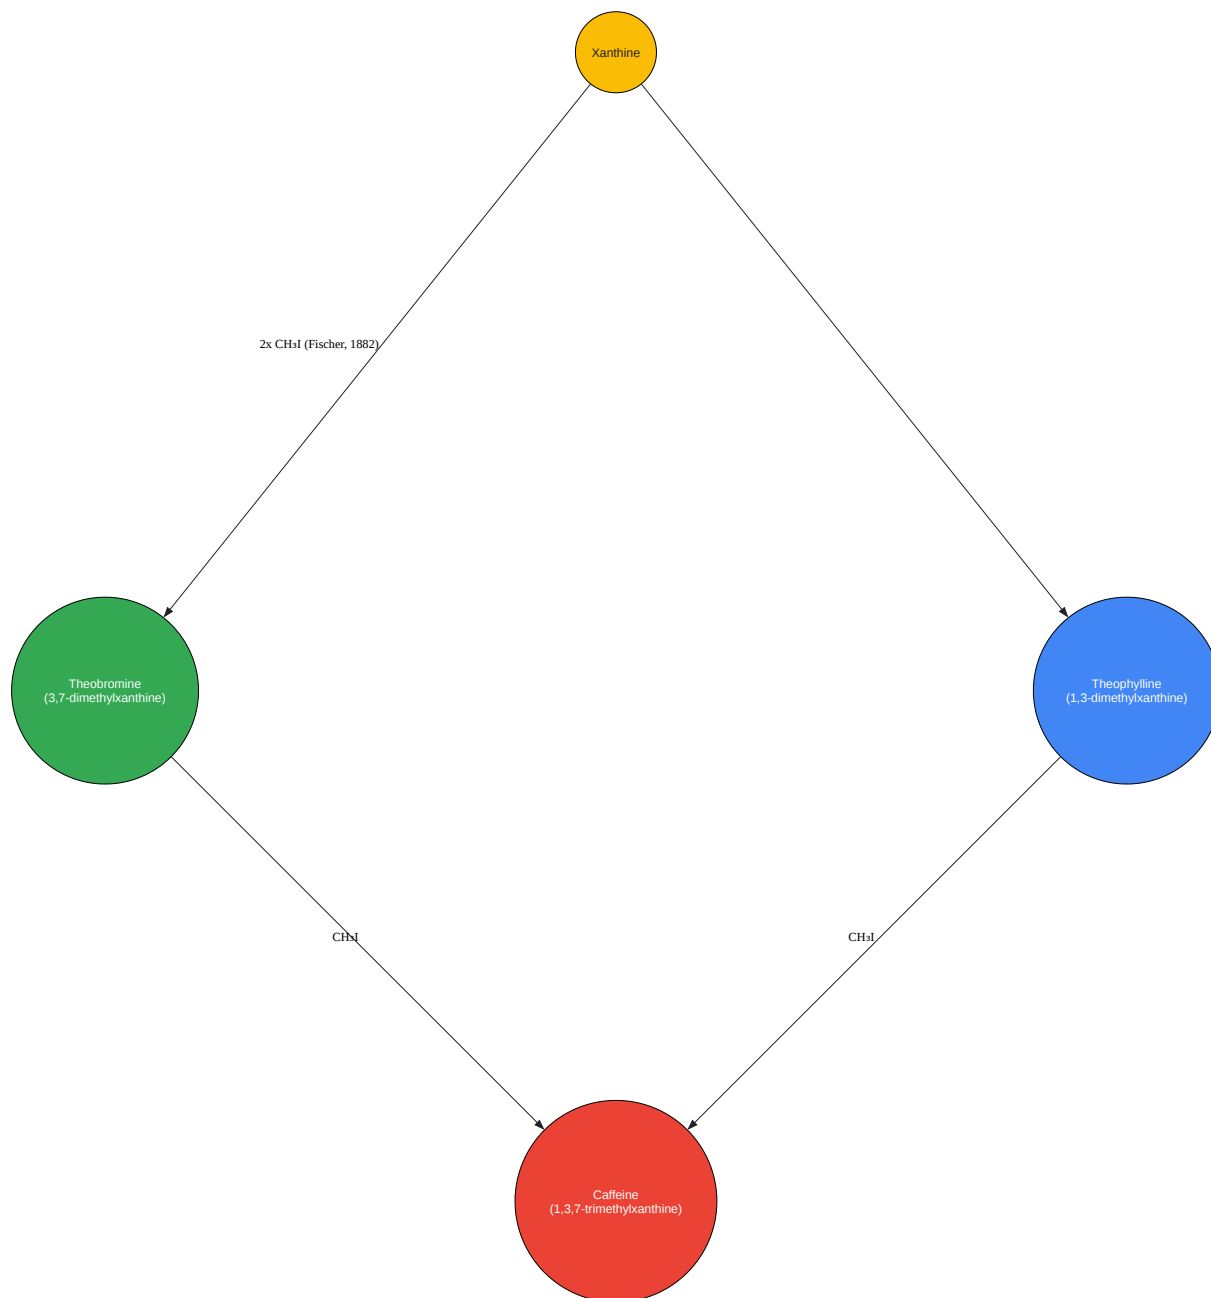 Xanthine
2x CH₃I (Fischer, 1882)
Theobromine
(3,7-dimethylxanthine)
Theophylline
(1,3-dimethylxanthine)
CH₃I
CH₃I
Caffeine
(1,3,7-trimethylxanthine)